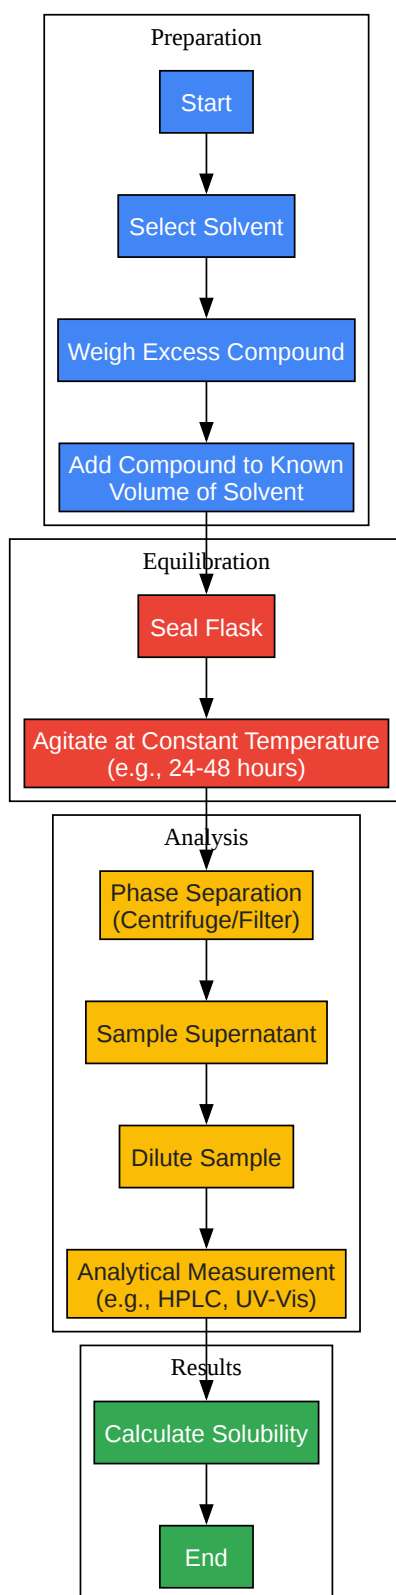 Preparation
Start
Select Solvent
Weigh Excess Compound
Add Compound to Known
Volume of Solvent
Equilibration
Seal Flask
Agitate at Constant Temperature
(e.g., 24-48 hours)
Analysis
Phase Separation
(Centrifuge/Filter)
Sample Supernatant
Dilute Sample
Analytical Measurement
(e.g., HPLC, UV-Vis)
Results
Calculate Solubility
End